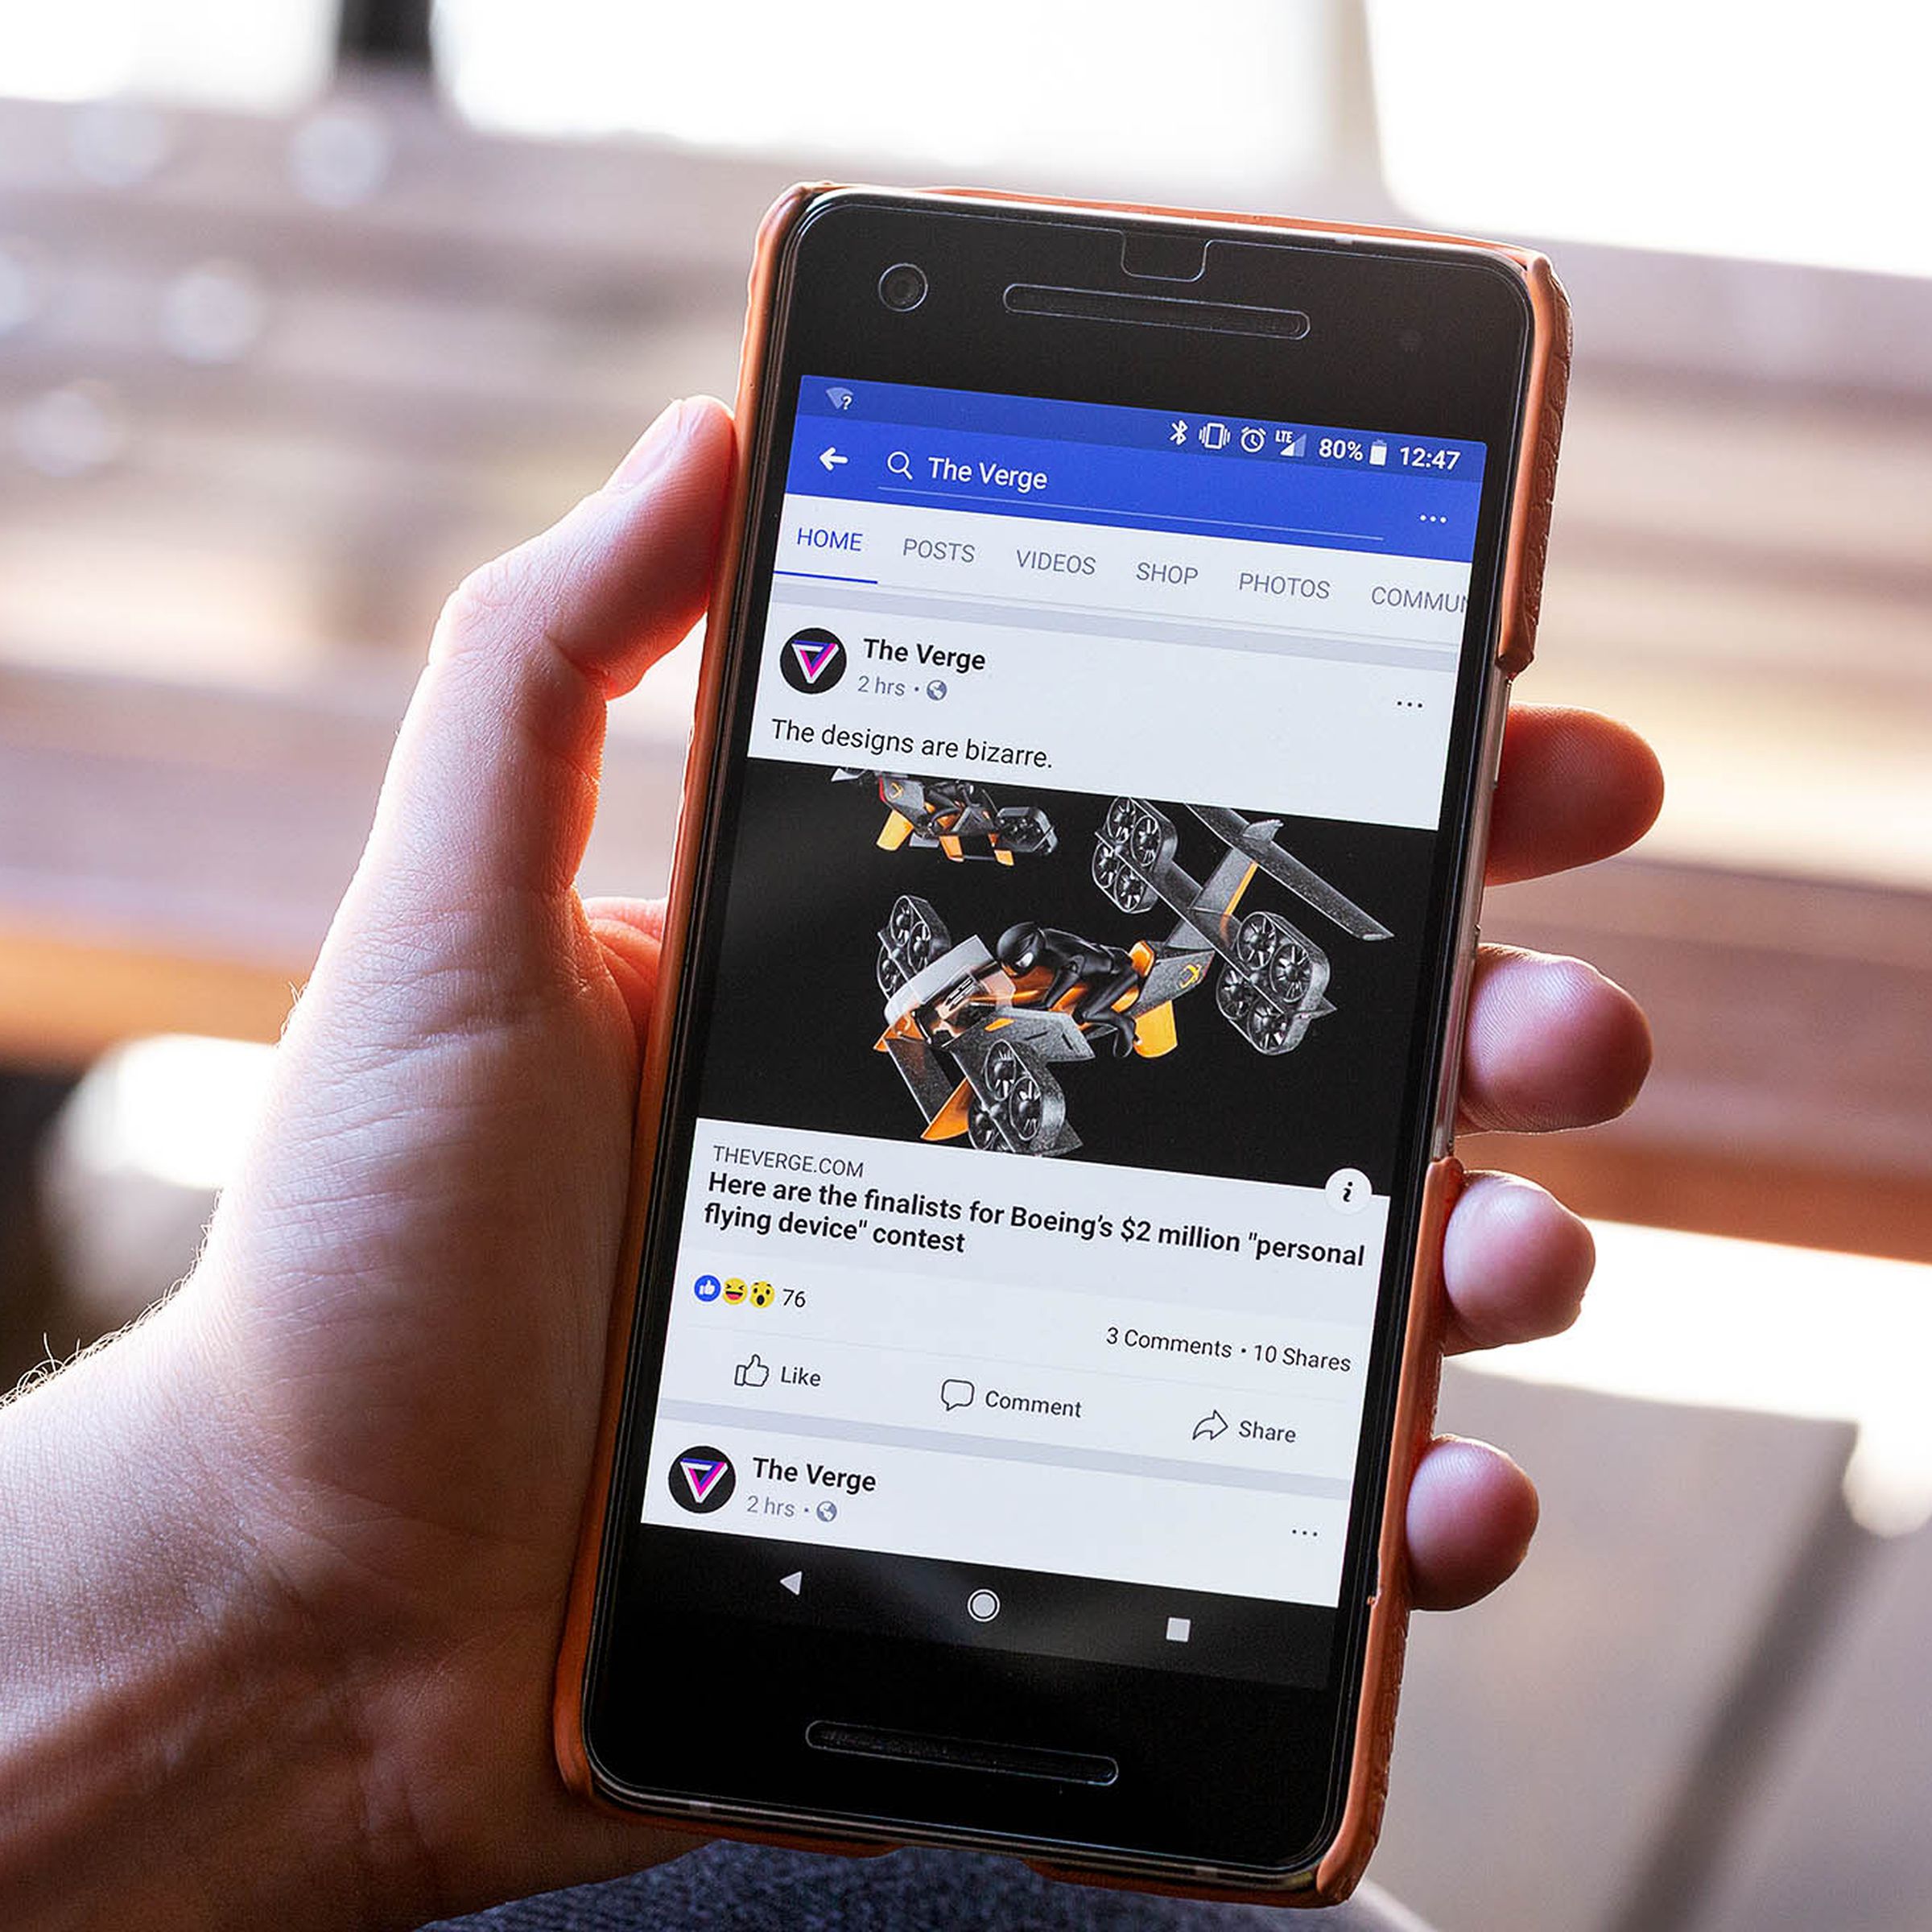 ? LTE 80% 12:47
The Verge
HOME POSTS VIDEOS SHOP PHOTOS COMMUN
The Verge
2 hrs ·
The designs are bizarre.
THEVERGE.COM
Here are the finalists for Boeing's $2 million "personal
flying device" contest
76
3 Comments · 10 Shares
Like Comment Share
The Verge
2 hrs ·